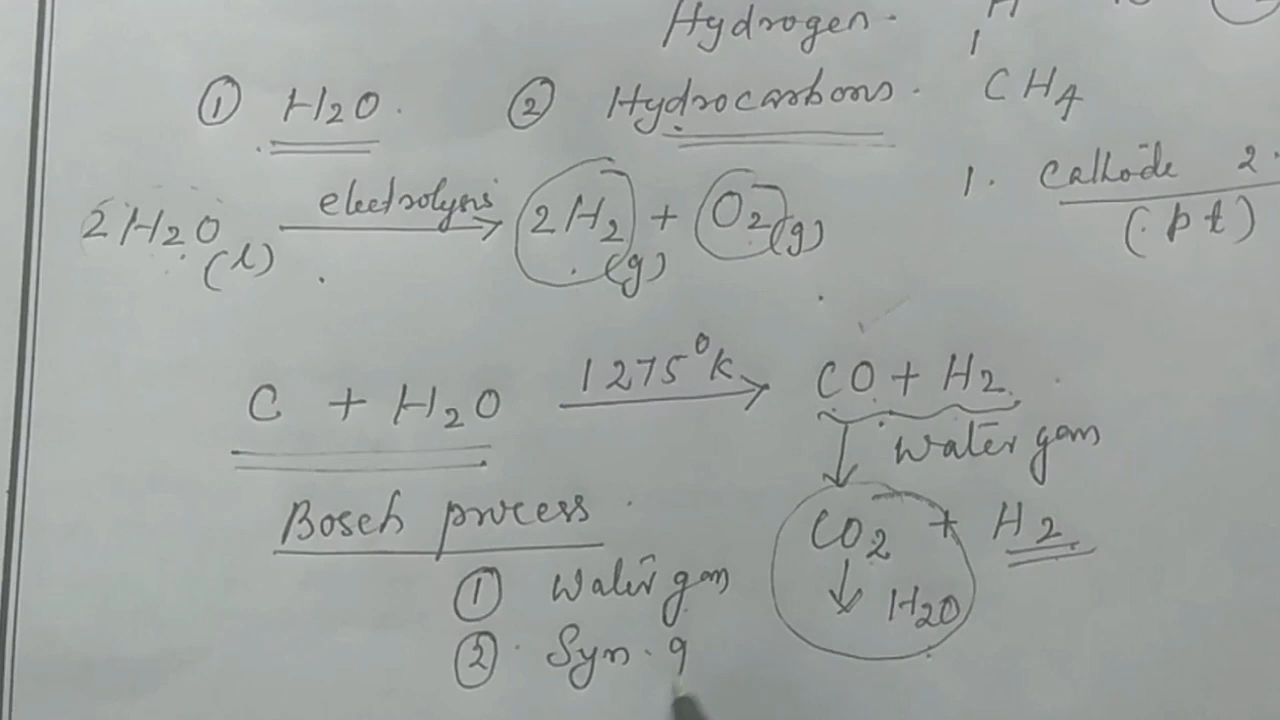 Hydrogen.
① H2O. ② Hydrocarbons. CH4
1. Cathode 2.
(pt)
2H2O(l) electrolysis → 2H2(g) + O2(g)
C + H2O 1275°k → CO + H2
↓ Water gas
Bosch process
CO2 + H2
↓ H2O
① Water gas
② Syn. g